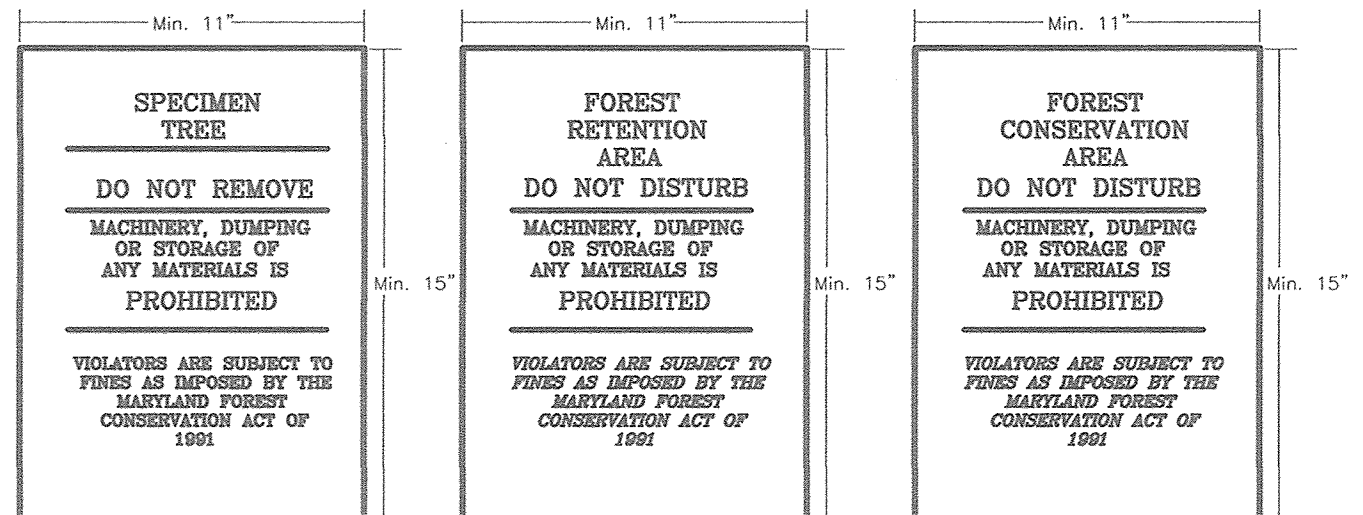 Min. 11"
SPECIMEN
TREE
DO NOT REMOVE
MACHINERY, DUMPING
OR STORAGE OF
ANY MATERIALS IS
PROHIBITED
VIOLATORS ARE SUBJECT TO
FINES AS IMPOSED BY THE
MARYLAND FOREST
CONSERVATION ACT OF
1991
Min. 15"
Min. 11"
FOREST
RETENTION
AREA
DO NOT DISTURB
MACHINERY, DUMPING
OR STORAGE OF
ANY MATERIALS IS
PROHIBITED
VIOLATORS ARE SUBJECT TO
FINES AS IMPOSED BY THE
MARYLAND FOREST
CONSERVATION ACT OF
1991
Min. 15"
Min. 11"
FOREST
CONSERVATION
AREA
DO NOT DISTURB
MACHINERY, DUMPING
OR STORAGE OF
ANY MATERIALS IS
PROHIBITED
VIOLATORS ARE SUBJECT TO
FINES AS IMPOSED BY THE
MARYLAND FOREST
CONSERVATION ACT OF
1991
Min. 15"